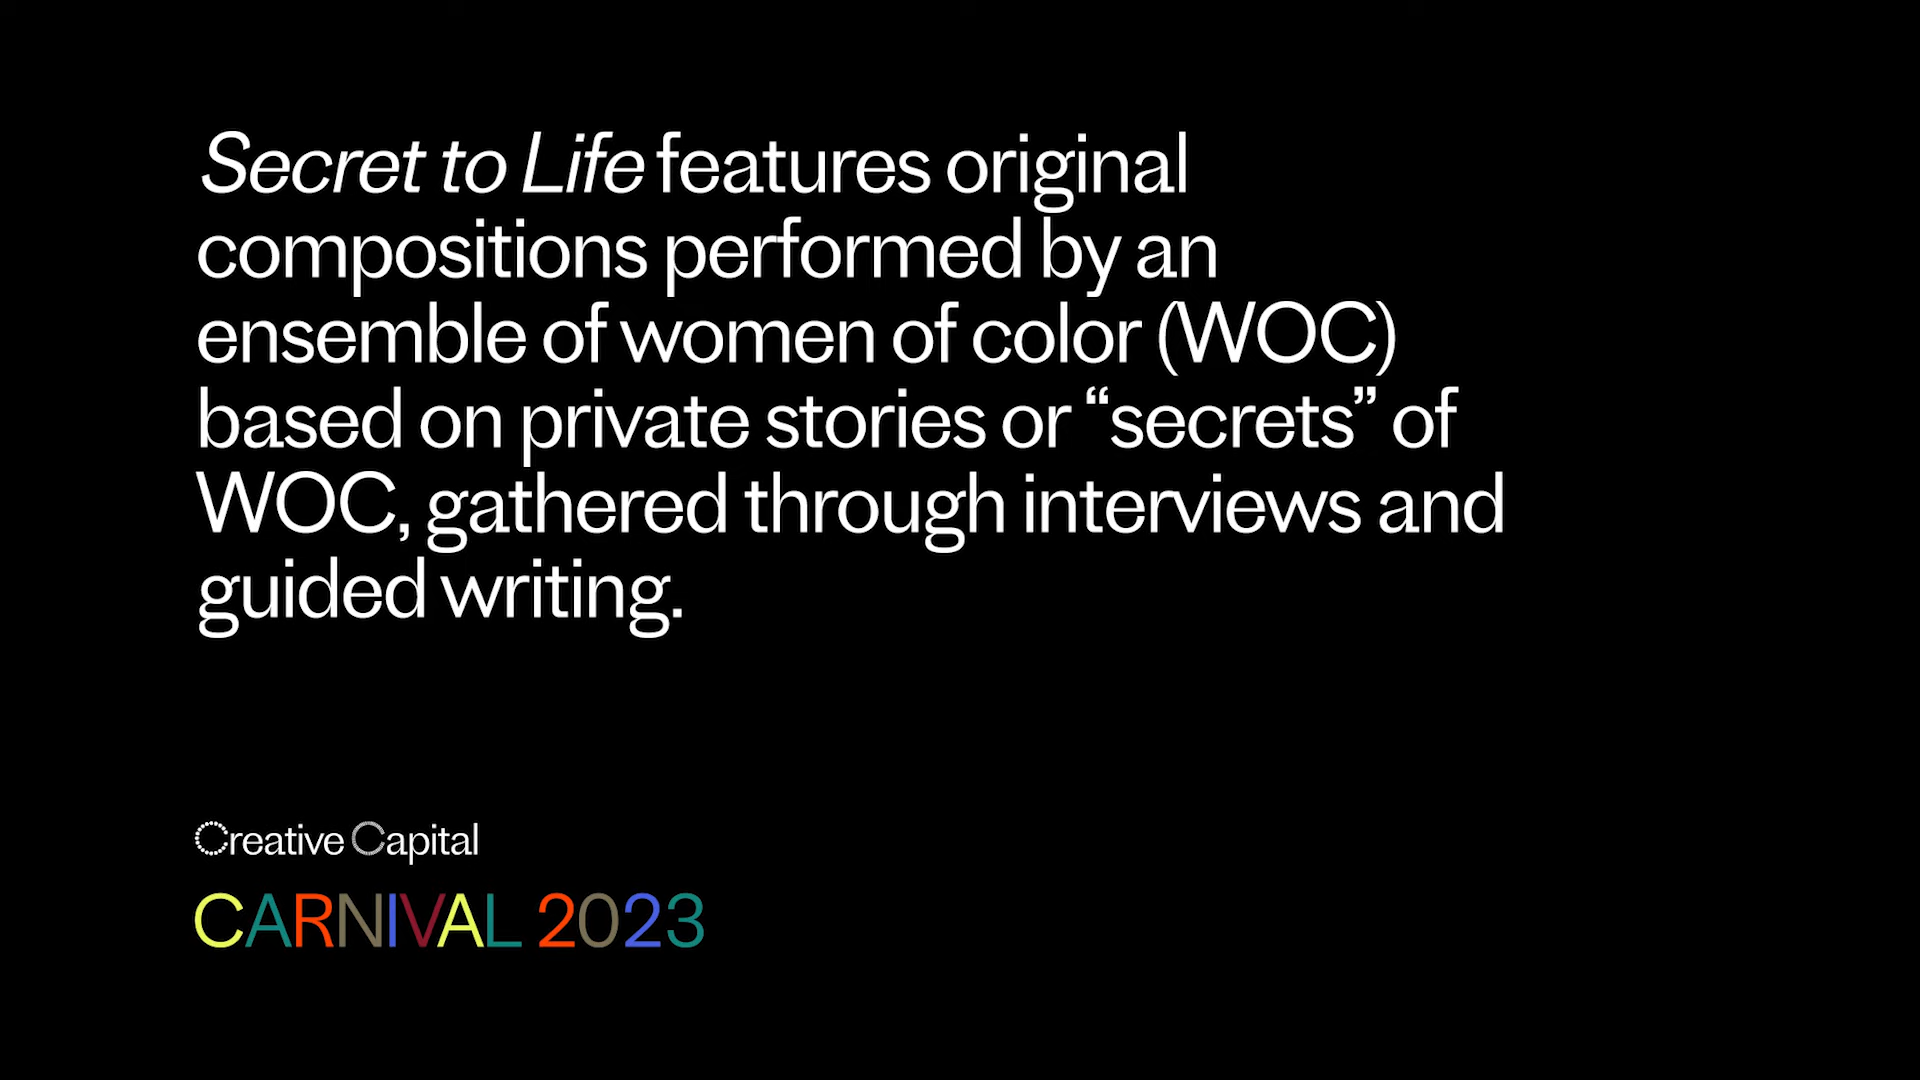 Secret to Life features original
compositions performed by an
ensemble of women of color (WOC)
based on private stories or “secrets” of
WOC, gathered through interviews and
guided writing.
Creative Capital
CARNIVAL 2023